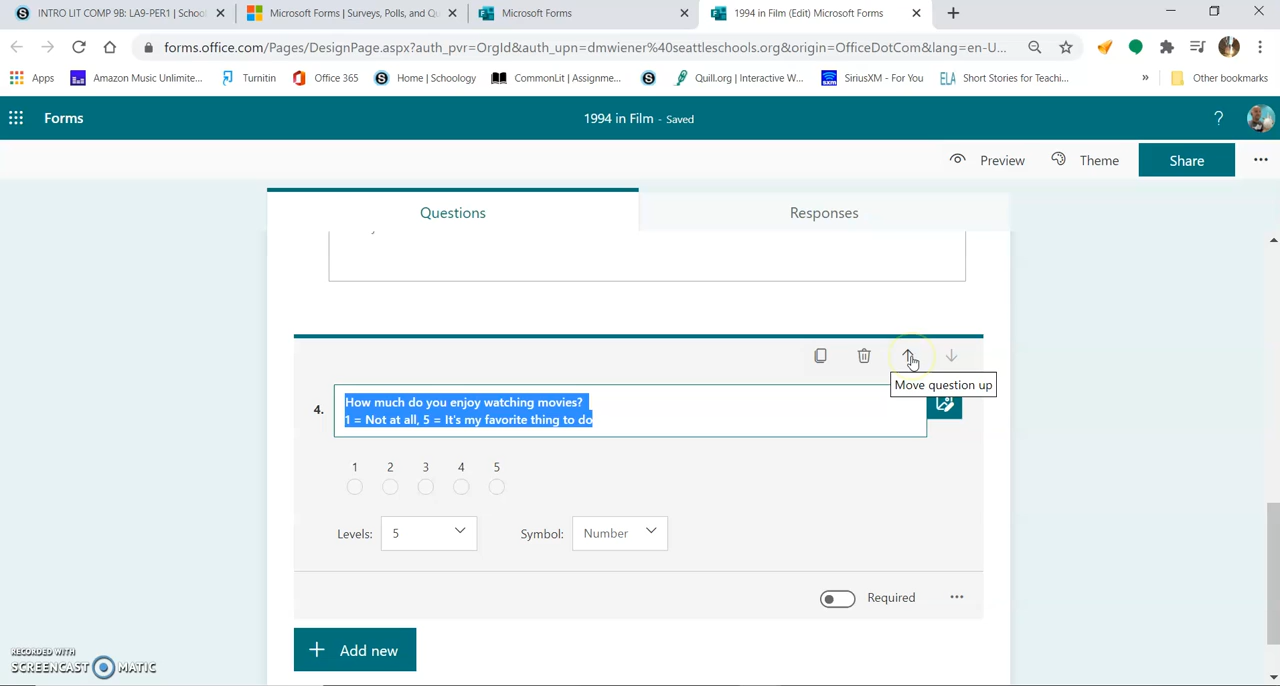 INTRO LIT COMP 9B: LA9-PER1 | School
Microsoft Forms | Surveys, Polls, and Qu
Microsoft Forms
1994 in Film (Edit) Microsoft Forms
forms.office.com/Pages/DesignPage.aspx?auth_pvr=OrgId&auth_upn=dmwiener%40seattleschools.org&origin=OfficeDotCom&lang=en-U...
Apps
Amazon Music Unlimite...
Turnitin
Office 365
Home | Schoology
CommonLit | Assignme...
Quill.org | Interactive W...
SiriusXM - For You
ELA
Short Stories for Teachi...
Other bookmarks
Forms
1994 in Film - Saved
?
Preview
Theme
Share
Questions
Responses
Move question up
4.
How much do you enjoy watching movies?
1 = Not at all, 5 = It's my favorite thing to do
1 2 3 4 5
Levels: 5
Symbol: Number
Required
+ Add new
RECORDED WITH
SCREENCAST MATIC